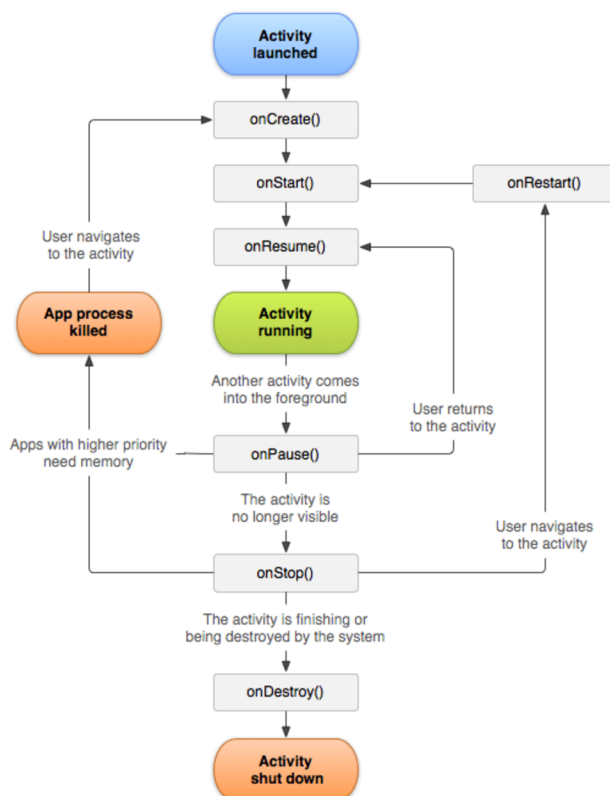 Activity
launched
onCreate()
onStart()
onRestart()
User navigates
to the activity
onResume()
App process
killed
Activity
running
Another activity comes
into the foreground
User returns
to the activity
Apps with higher priority
need memory
onPause()
The activity is
no longer visible
User navigates
to the activity
onStop()
The activity is finishing or
being destroyed by the system
onDestroy()
Activity
shut down